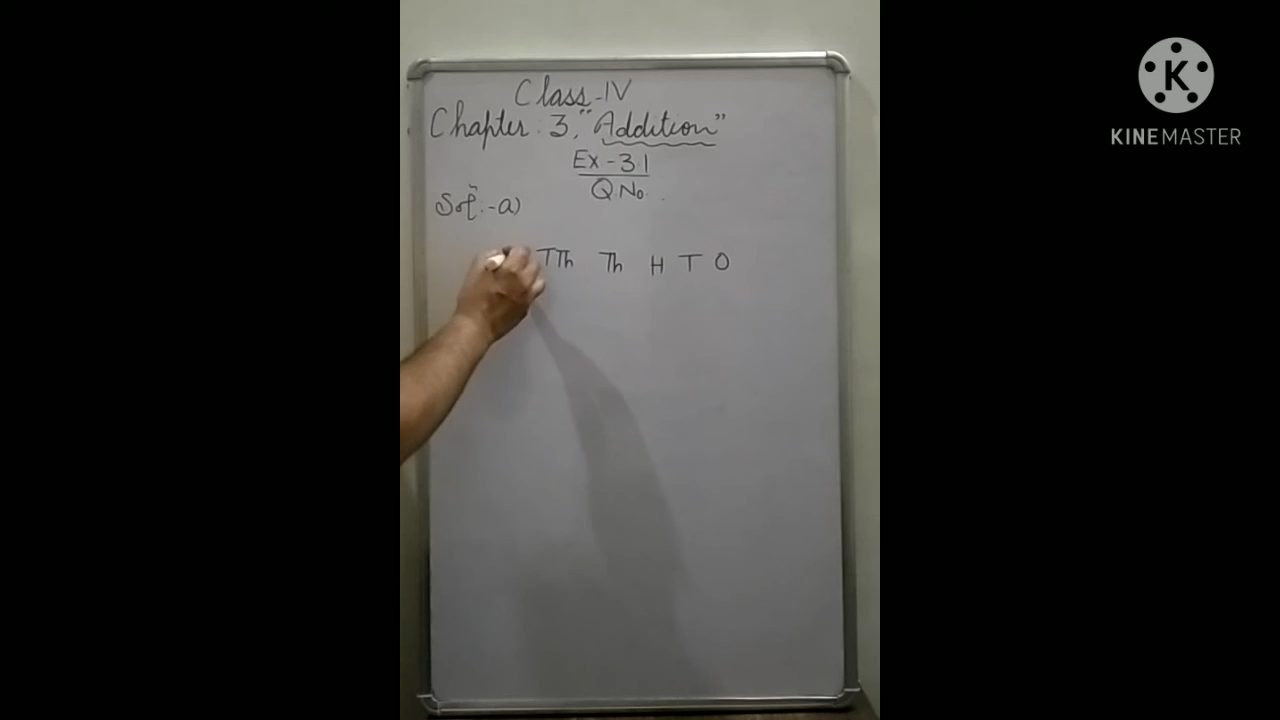 Class-IV
Chapter: 3, "Addition"
Ex-3.1
Q No.
Sol.-a)
TTh Th H T O
K
KINEMASTER